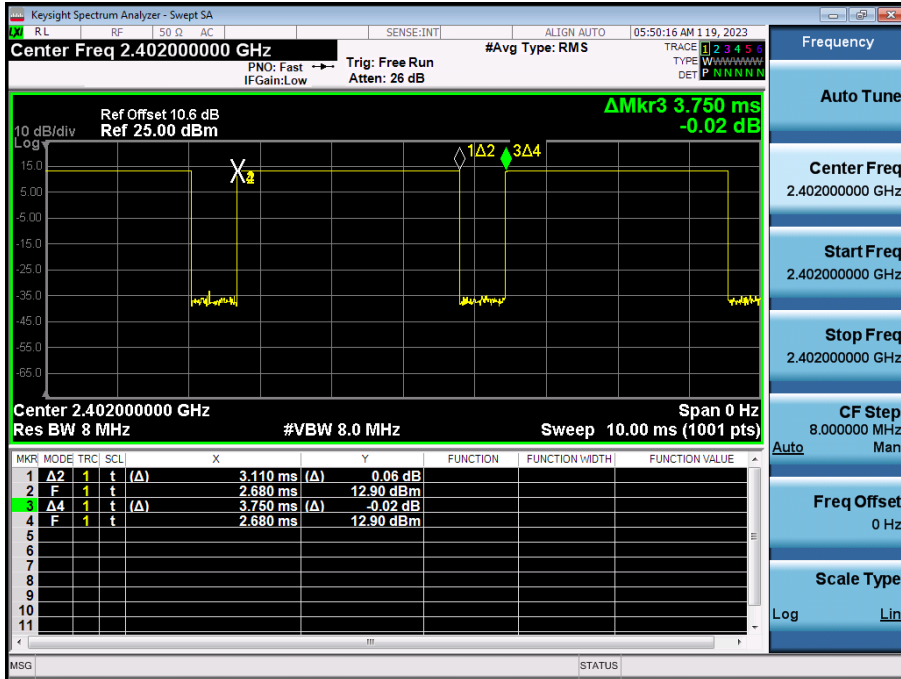 Keysight Spectrum Analyzer - Swept SA
LXI RL RF 50 Ω AC SENSE:INT ALIGN AUTO 05:50:16 AM 1 19, 2023
Center Freq 2.402000000 GHz #Avg Type: RMS TRACE 1 2 3 4 5 6
PNO: Fast Trig: Free Run TYPE WWWWWW
IFGain:Low Atten: 26 dB DET P N N N N N
ΔMkr3 3.750 ms
-0.02 dB
Ref Offset 10.6 dB
10 dB/div Ref 25.00 dBm
Log
1Δ2 3Δ4
15.0
5.00
-5.00
-15.0
-25.0
-35.0
-45.0
-55.0
-65.0
Center 2.402000000 GHz Span 0 Hz
Res BW 8 MHz #VBW 8.0 MHz Sweep 10.00 ms (1001 pts)
MKR MODE TRC SCL X Y FUNCTION FUNCTION WIDTH FUNCTION VALUE
1 Δ2 1 t (Δ) 3.110 ms (Δ) 0.06 dB
2 F 1 t 2.680 ms 12.90 dBm
3 Δ4 1 t (Δ) 3.750 ms (Δ) -0.02 dB
4 F 1 t 2.680 ms 12.90 dBm
5
6
7
8
9
10
11
MSG STATUS
Frequency
Auto Tune
Center Freq
2.402000000 GHz
Start Freq
2.402000000 GHz
Stop Freq
2.402000000 GHz
CF Step
8.000000 MHz
Auto Man
Freq Offset
0 Hz
Scale Type
Log Lin